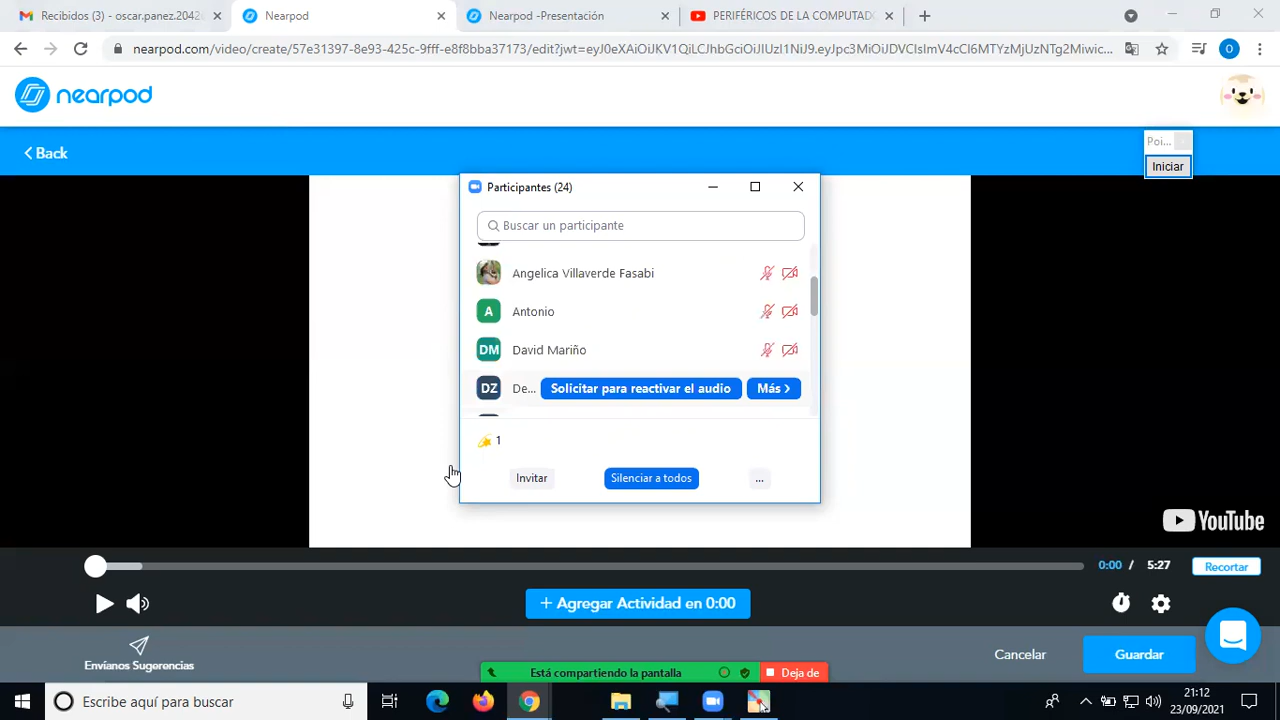 Recibidos (3) - oscar.panez.2042
Nearpod
Nearpod -Presentación
PERIFÉRICOS DE LA COMPUTAD
nearpod.com/video/create/57e31397-8e93-425c-9fff-e8f8bba37173/edit?jwt=eyJ0eXAiOiJKV1QiLCJhbGciOiJIUzI1NiJ9.eyJpc3MiOiJDVCIsImV4cCI6MTYzMjUzNTg2Miwic...
O
nearpod
Back
Poi...
Iniciar
Participantes (24)
Buscar un participante
Angelica Villaverde Fasabi
A Antonio
DM David Mariño
DZ De... Solicitar para reactivar el audio Más >
1
Invitar Silenciar a todos ...
YouTube
0:00 / 5:27 Recortar
+ Agregar Actividad en 0:00
Envíanos Sugerencias
Cancelar Guardar
Está compartiendo la pantalla Deja de
Escribe aquí para buscar
21:12
23/09/2021